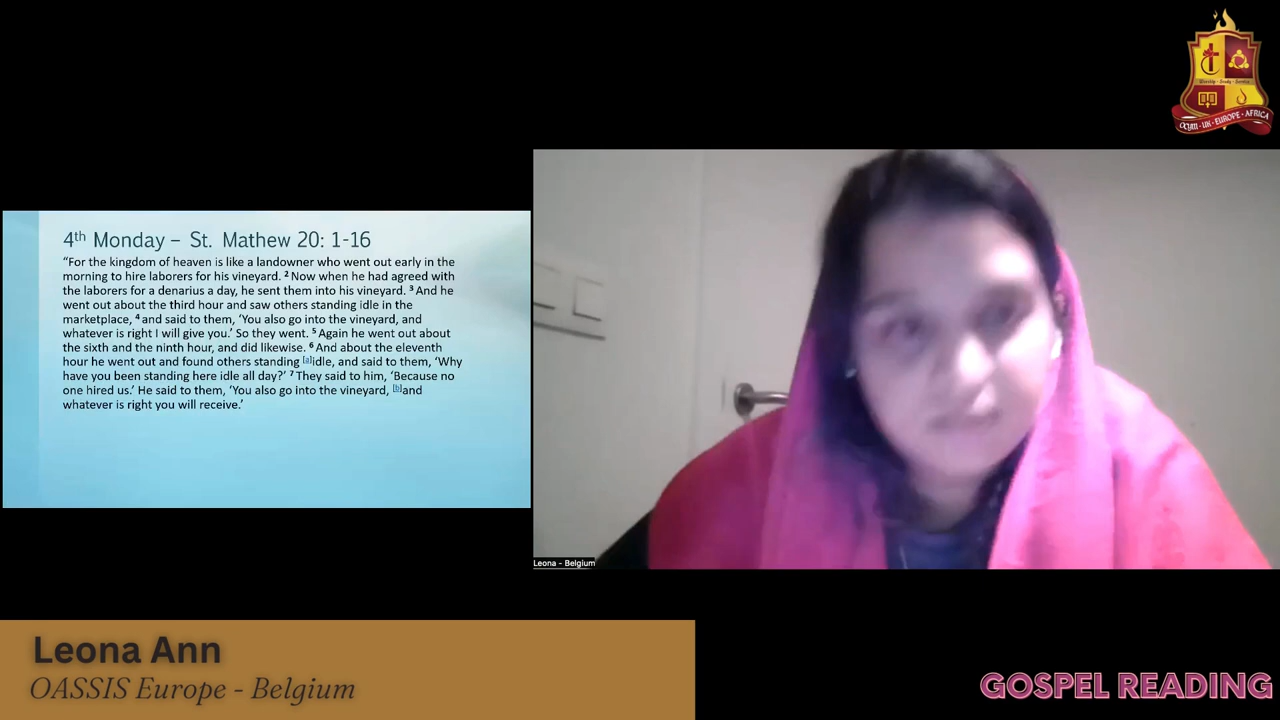 4th Monday – St. Mathew 20: 1-16
“For the kingdom of heaven is like a landowner who went out early in the
morning to hire laborers for his vineyard. 2 Now when he had agreed with
the laborers for a denarius a day, he sent them into his vineyard. 3 And he
went out about the third hour and saw others standing idle in the
marketplace, 4 and said to them, ‘You also go into the vineyard, and
whatever is right I will give you.’ So they went. 5 Again he went out about
the sixth and the ninth hour, and did likewise. 6 And about the eleventh
hour he went out and found others standing [a]idle, and said to them, ‘Why
have you been standing here idle all day?’ 7 They said to him, ‘Because no
one hired us.’ He said to them, ‘You also go into the vineyard, [b]and
whatever is right you will receive.’
Leona - Belgium
Leona Ann
OASSIS Europe - Belgium
GOSPEL READING
Worship - Study - Service
UK · EUROPE · AFRICA